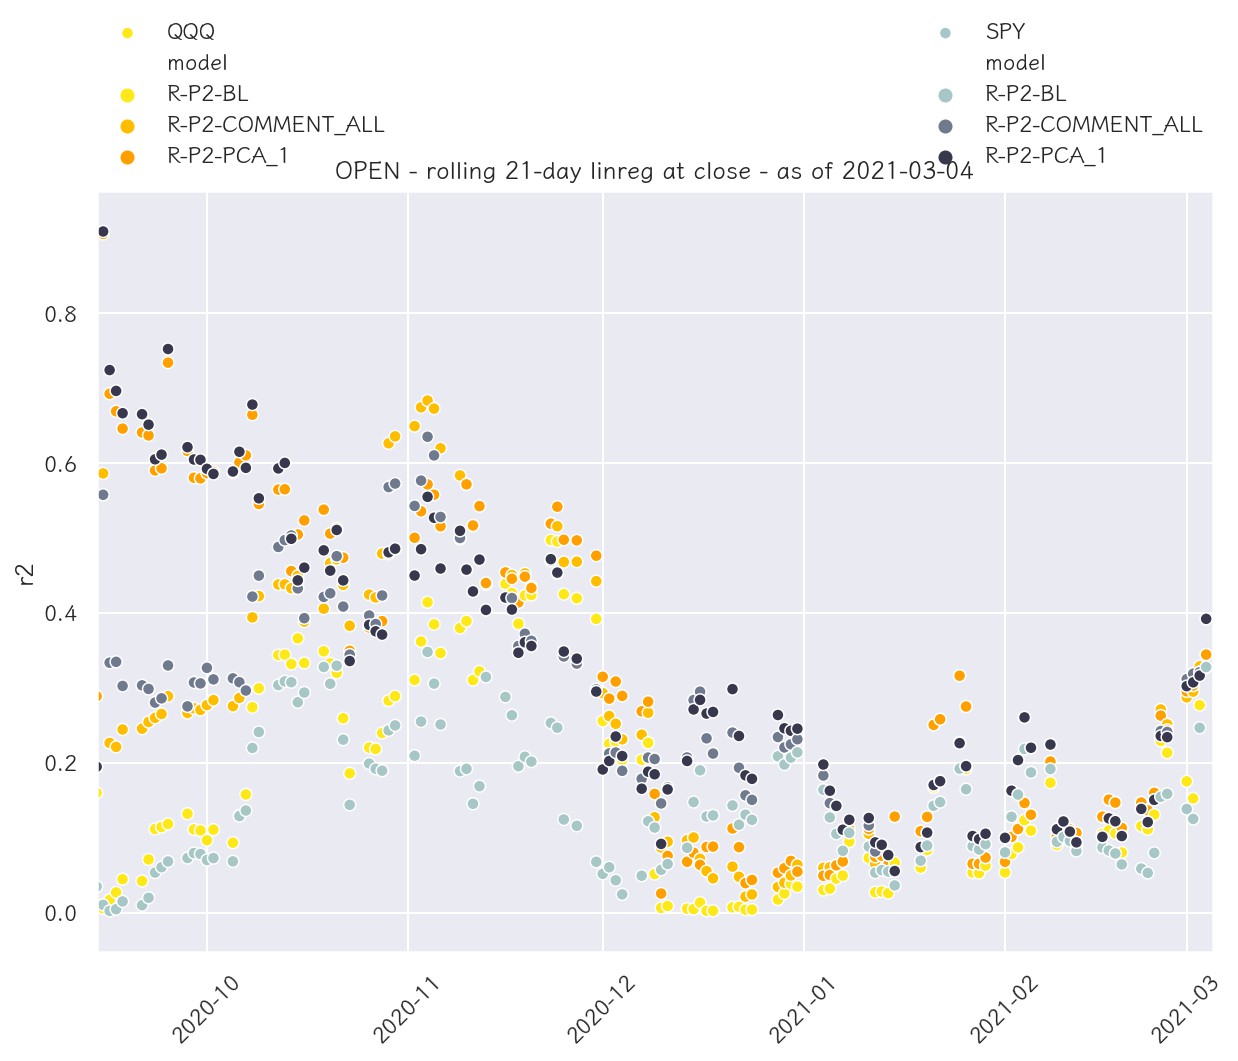 QQQ
model
R-P2-BL
R-P2-COMMENT_ALL
R-P2-PCA_1
SPY
model
R-P2-BL
R-P2-COMMENT_ALL
R-P2-PCA_1
OPEN - rolling 21-day linreg at close - as of 2021-03-04
r2
0.8
0.6
0.4
0.2
0.0
2020-10
2020-11
2020-12
2021-01
2021-02
2021-03